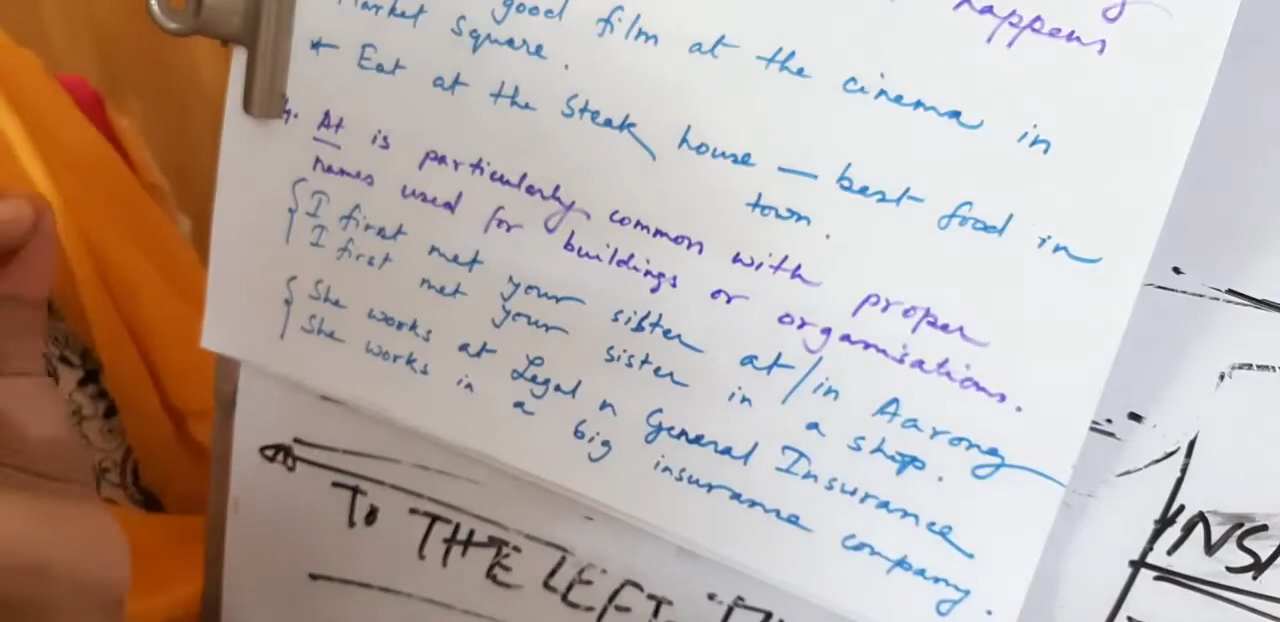 happens
good film at the cinema in
Market Square.
* Eat at the Steak house — best food in
town.
4. At is particularly common with proper
names used for buildings or organisations.
I first met your sister at/in Aarong
I first met your sister in a shop.
She works at Legal n General Insurance
She works in a big insurance company.
TO THE LEFT